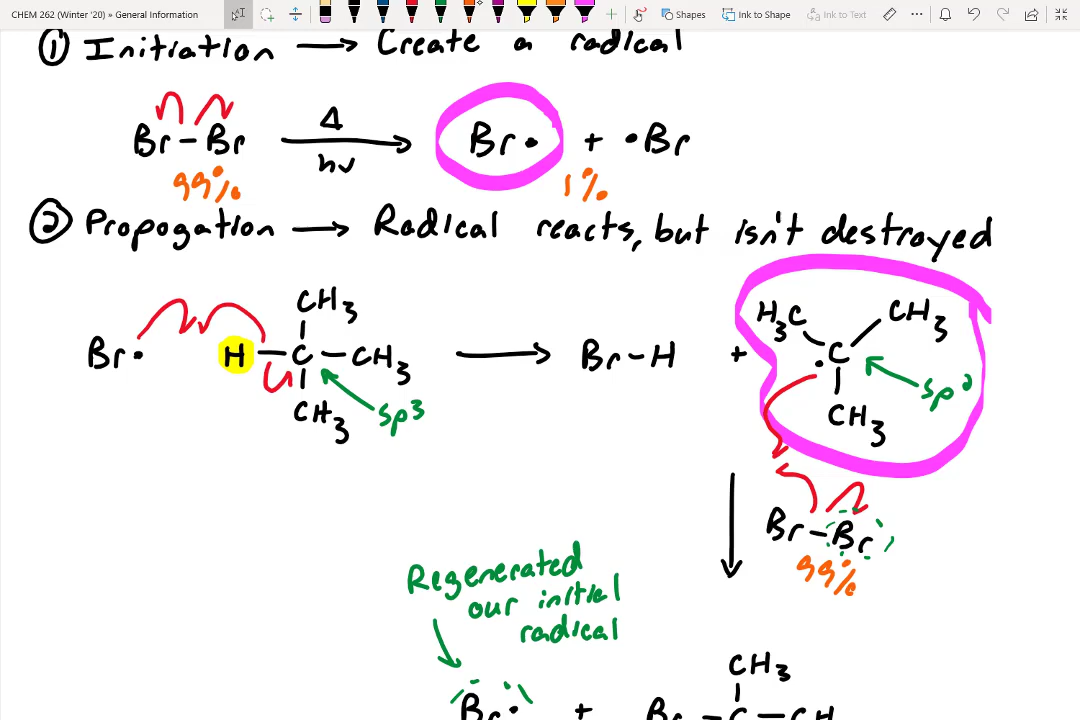 CHEM 262 (Winter '20) » General Information
Shapes
Ink to Shape
Ink to Text
① Initiation → Create a radical
Br – Br Δ hν → Br • + • Br
99% 1%
② Propogation → Radical reacts, but isn't destroyed
CH3
Br • H – C – CH3 → Br – H + H3C • C CH3
CH3 sp3 CH3 sp2
Br – Br
99%
Regenerated
our initial
radical
CH3
Br • + Br – C – CH